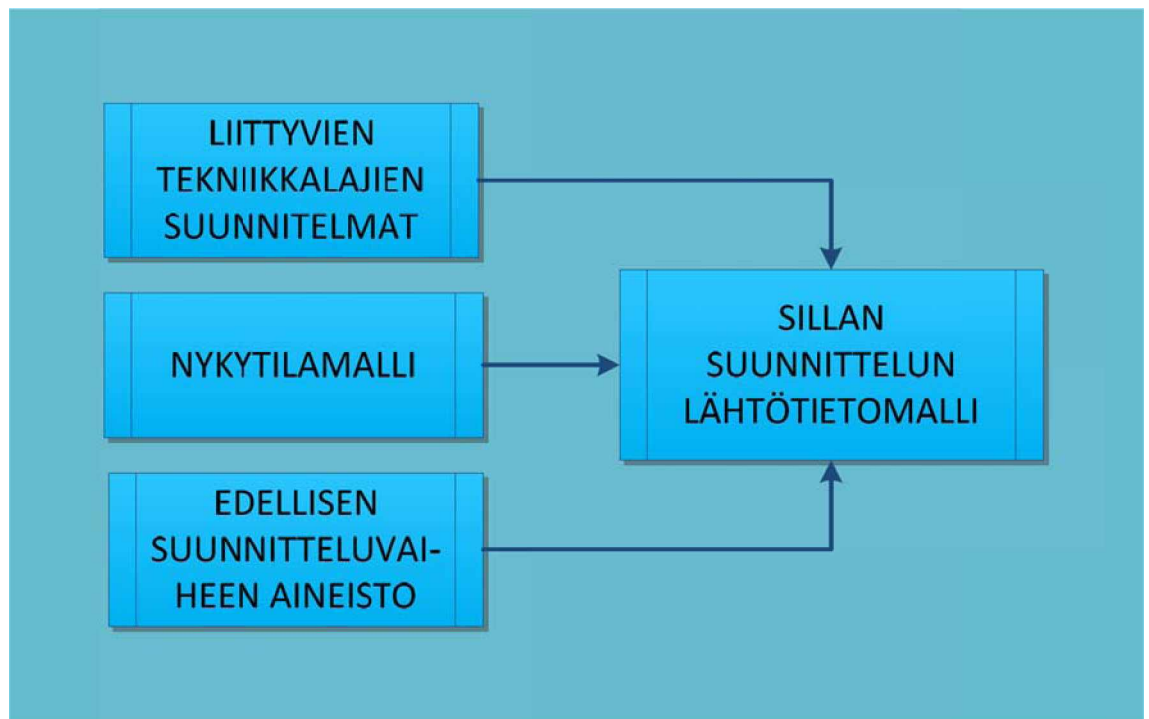 LIITTYVIEN
TEKNIIKKALAJIEN
SUUNNITELMAT
NYKYTILAMALLI
EDELLISEN
SUUNNITTELUVAI-
HEEN AINEISTO
SILLAN
SUUNNITTELUN
LÄHTÖTIETOMALLI